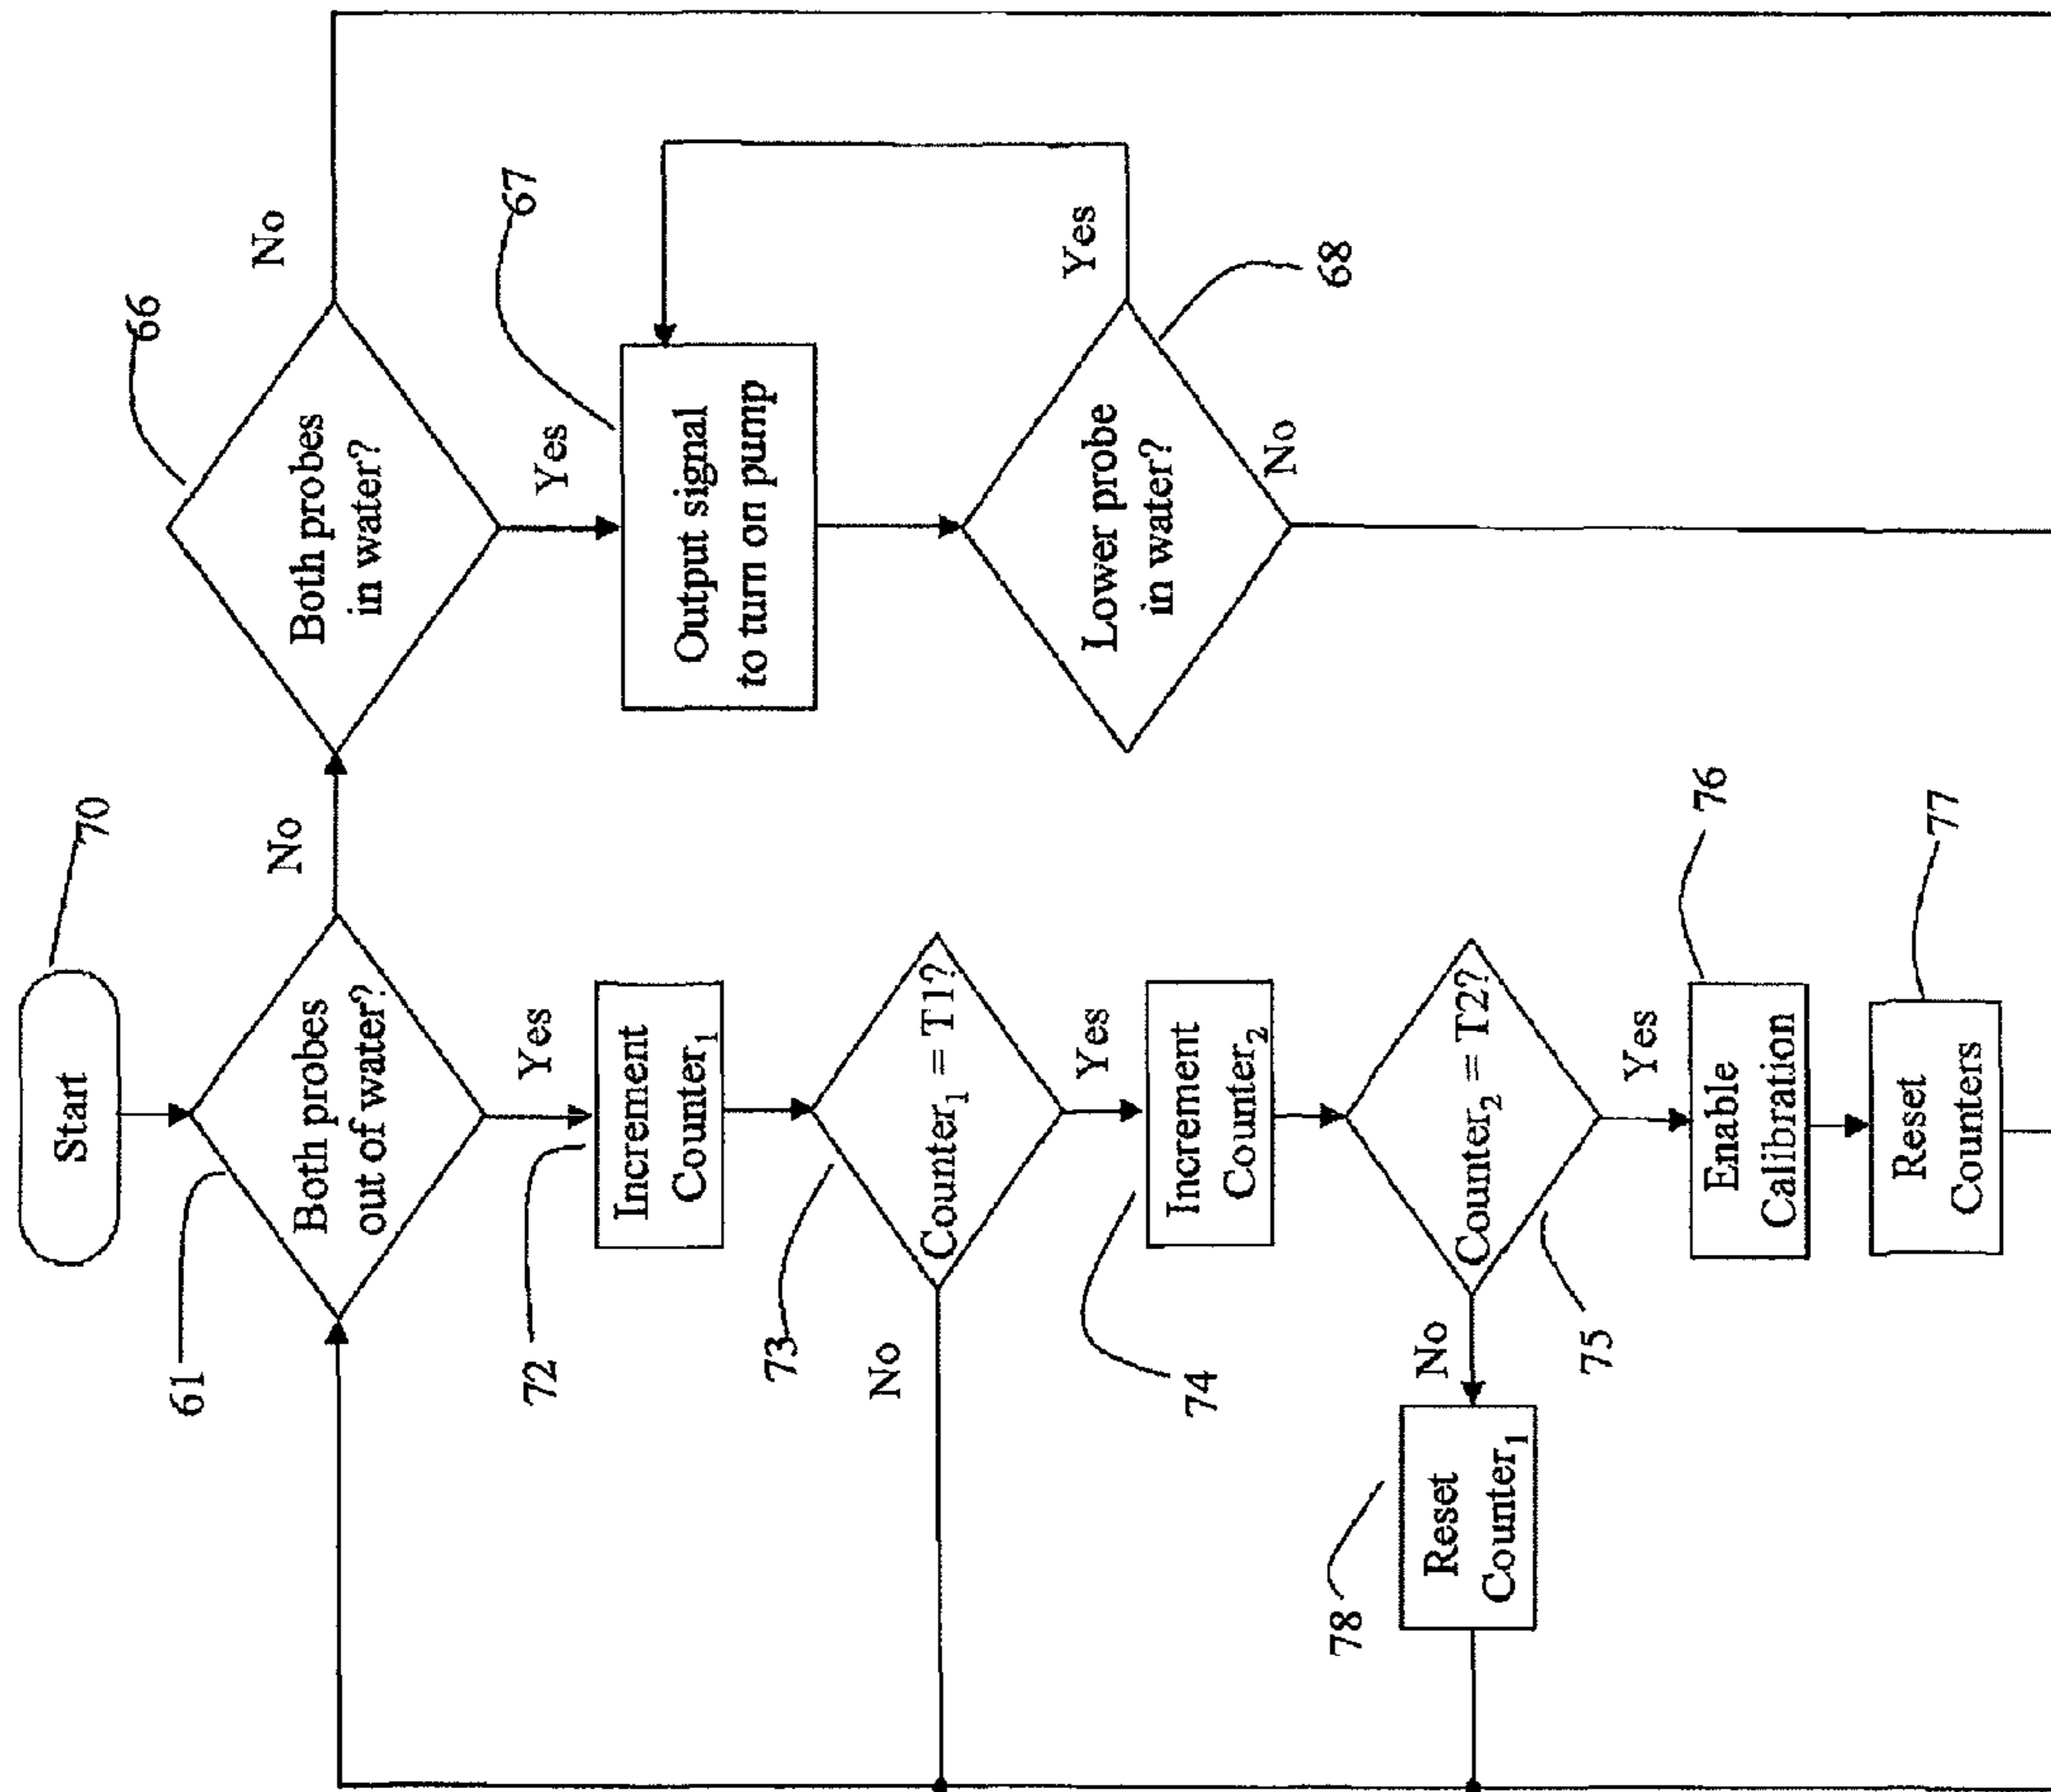 Start
70
61
Both probes
out of water?
No
66
Both probes
in water?
No
Yes
67
Output signal
to turn on pump
Yes
68
Lower probe
in water?
No
Yes
72
Increment
Counter₁
73
Counter₁ = T1?
No
Yes
74
Increment
Counter₂
Counter₂ = T2?
75
No
78
Reset
Counter₁
Yes
76
Enable
Calibration
77
Reset
Counters